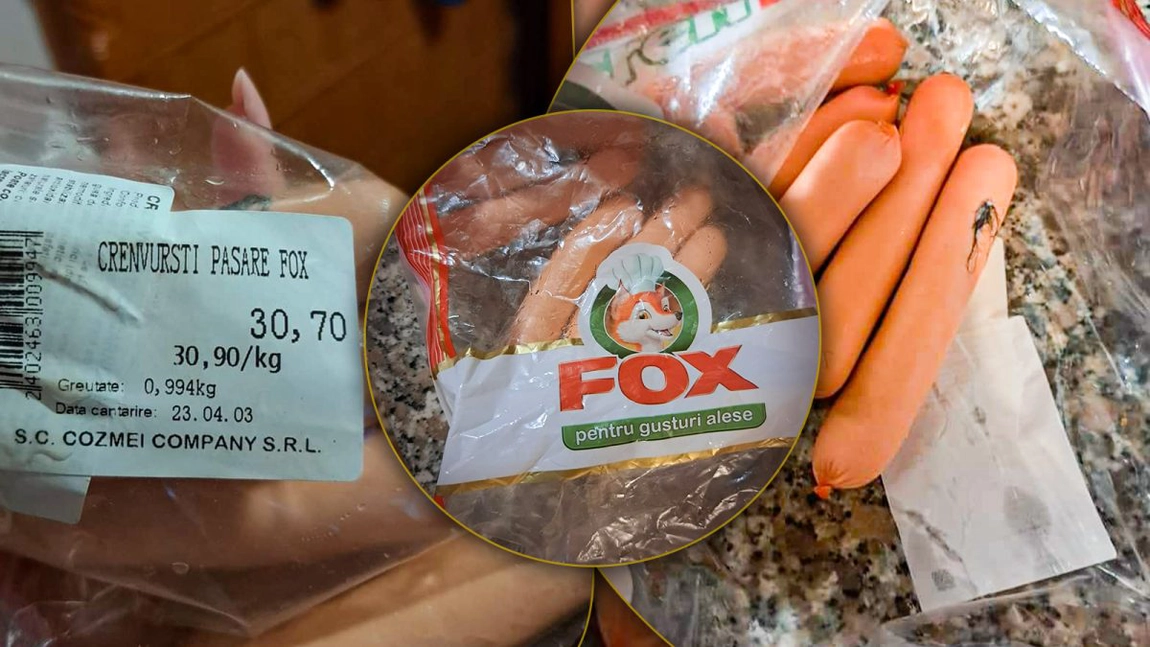 CRENVURSTI PASARE FOX
30,70
30,90/kg
Greutate: 0,994kg
Data cantarire: 23.04.03
S.C. COZMEI COMPANY S.R.L.
2402463009947
FOX
pentru gusturi alese